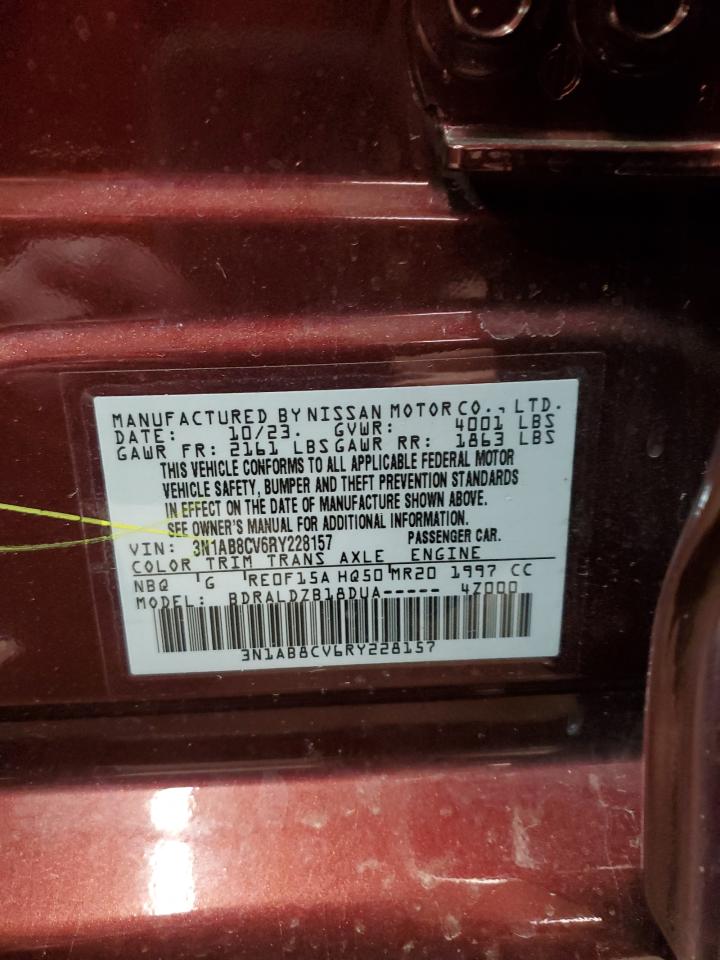 MANUFACTURED BY NISSAN MOTOR CO., LTD.
DATE: 10/23. GVWR: 4001 LBS
GAWR FR: 2161 LBS GAWR RR: 1863 LBS
THIS VEHICLE CONFORMS TO ALL APPLICABLE FEDERAL MOTOR
VEHICLE SAFETY, BUMPER AND THEFT PREVENTION STANDARDS
IN EFFECT ON THE DATE OF MANUFACTURE SHOWN ABOVE.
SEE OWNER'S MANUAL FOR ADDITIONAL INFORMATION.
VIN: 3N1AB8CV6RY228157 PASSENGER CAR.
COLOR TRIM TRANS AXLE ENGINE
NBQ G RE0F15A HQ50 MR20 1997 CC
MODEL: BDRALDZB18DUA----- 4Z000
3N1AB8CV6RY228157